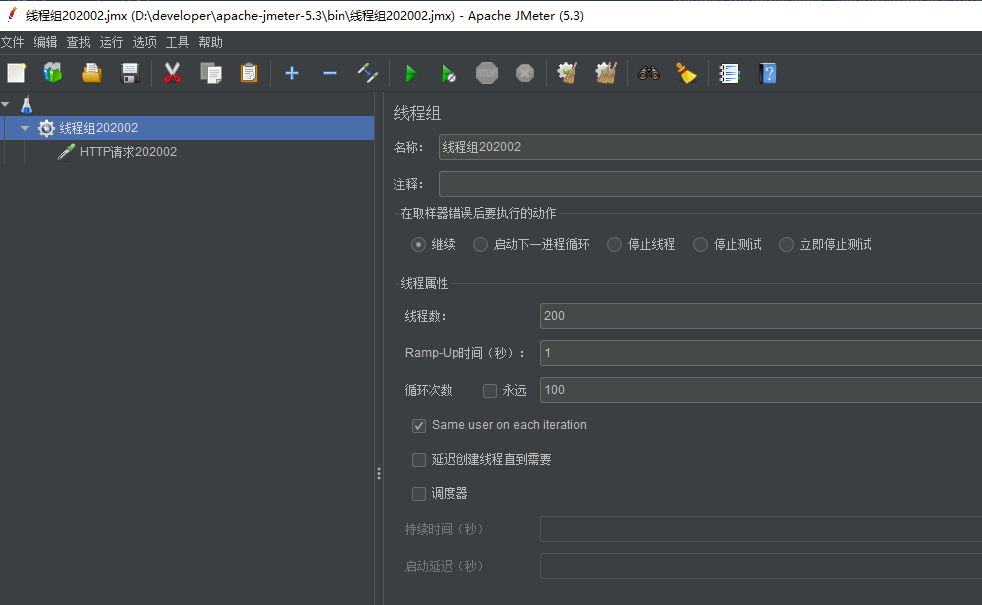 线程组202002.jmx (D:\developer\apache-jmeter-5.3\bin\线程组202002.jmx) - Apache JMeter (5.3)
文件 编辑 查找 运行 选项 工具 帮助
STOP
线程组202002
HTTP请求202002
线程组
名称： 线程组202002
注释：
在取样器错误后要执行的动作
继续 启动下一进程循环 停止线程 停止测试 立即停止测试
线程属性
线程数： 200
Ramp-Up时间（秒）： 1
循环次数 永远 100
Same user on each iteration
延迟创建线程直到需要
调度器
持续时间（秒）
启动延迟（秒）